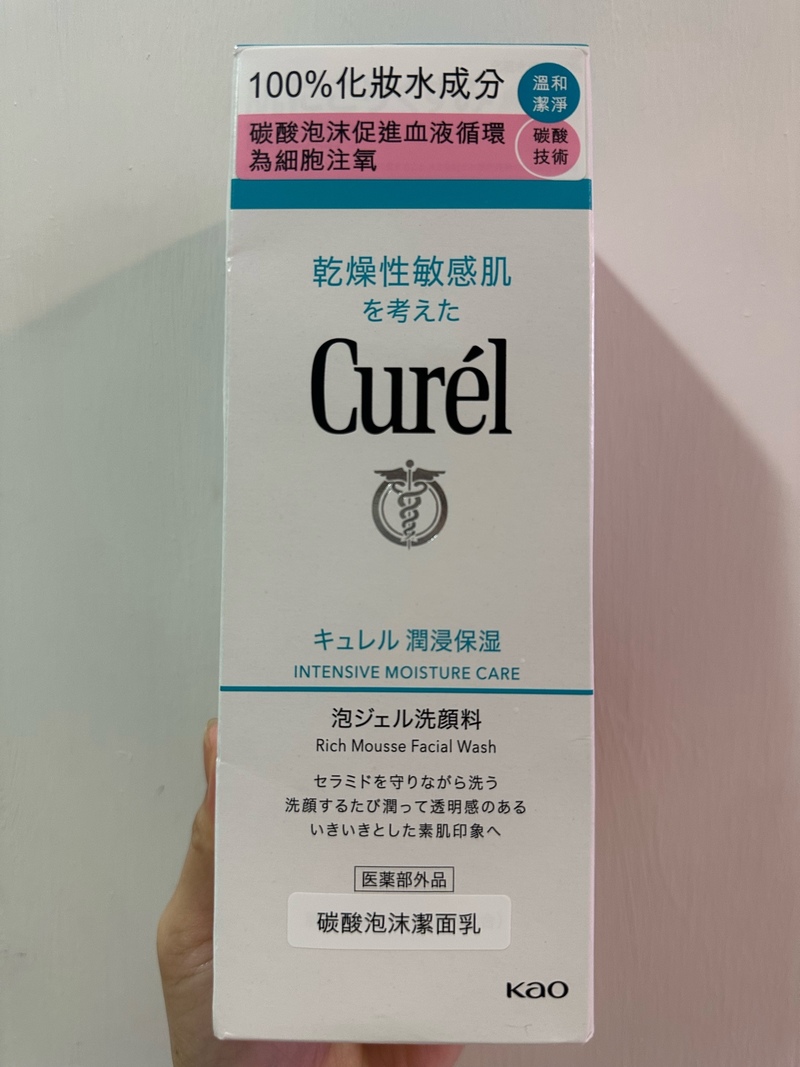 100%化妝水成分
溫和
潔淨
碳酸泡沫促進血液循環
為細胞注氧
碳酸
技術
乾燥性敏感肌
を考えた
Curél
キュレル 潤浸保湿
INTENSIVE MOISTURE CARE
泡ジェル洗顔料
Rich Mousse Facial Wash
セラミドを守りながら洗う
洗顔するたび潤って透明感のある
いきいきとした素肌印象へ
医薬部外品
碳酸泡沫潔面乳
Kao